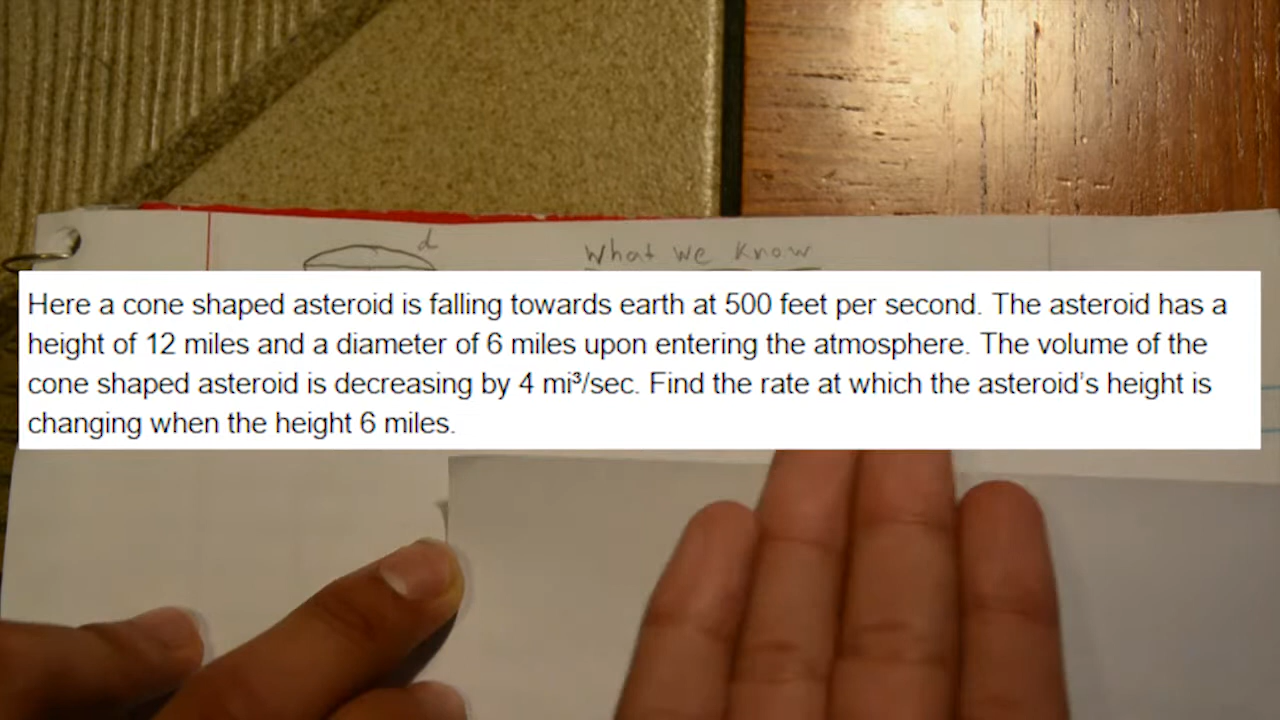 d
What we know
Here a cone shaped asteroid is falling towards earth at 500 feet per second. The asteroid has a
height of 12 miles and a diameter of 6 miles upon entering the atmosphere. The volume of the
cone shaped asteroid is decreasing by 4 mi³/sec. Find the rate at which the asteroid's height is
changing when the height 6 miles.